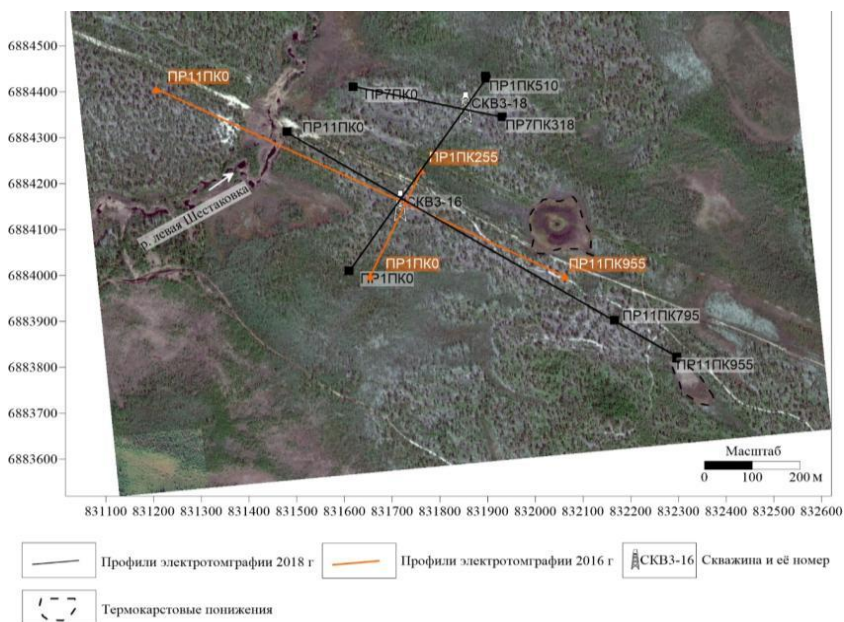 6884500
6884400
6884300
6884200
6884100
6884000
6883900
6883800
6883700
6883600
ПР11ПК0
ПР1ПК510
ПР7ПК0
СКВ3-18
ПР7ПК318
ПР11ПК0
ПР1ПК255
р. левая Шестаковка
СКВ3-16
ПР1ПК0
ПР11ПК955
ПР1ПК0
ПР11ПК795
ПР11ПК955
Масштаб
0 100 200 м
831100 831200 831300 831400 831500 831600 831700 831800 831900 832000 832100 832200 832300 832400 832500 832600
Профили электротмографии 2018 г
Профили электротмографии 2016 г
СКВ3-16 Скважина и её номер
Термокарстовые понижения